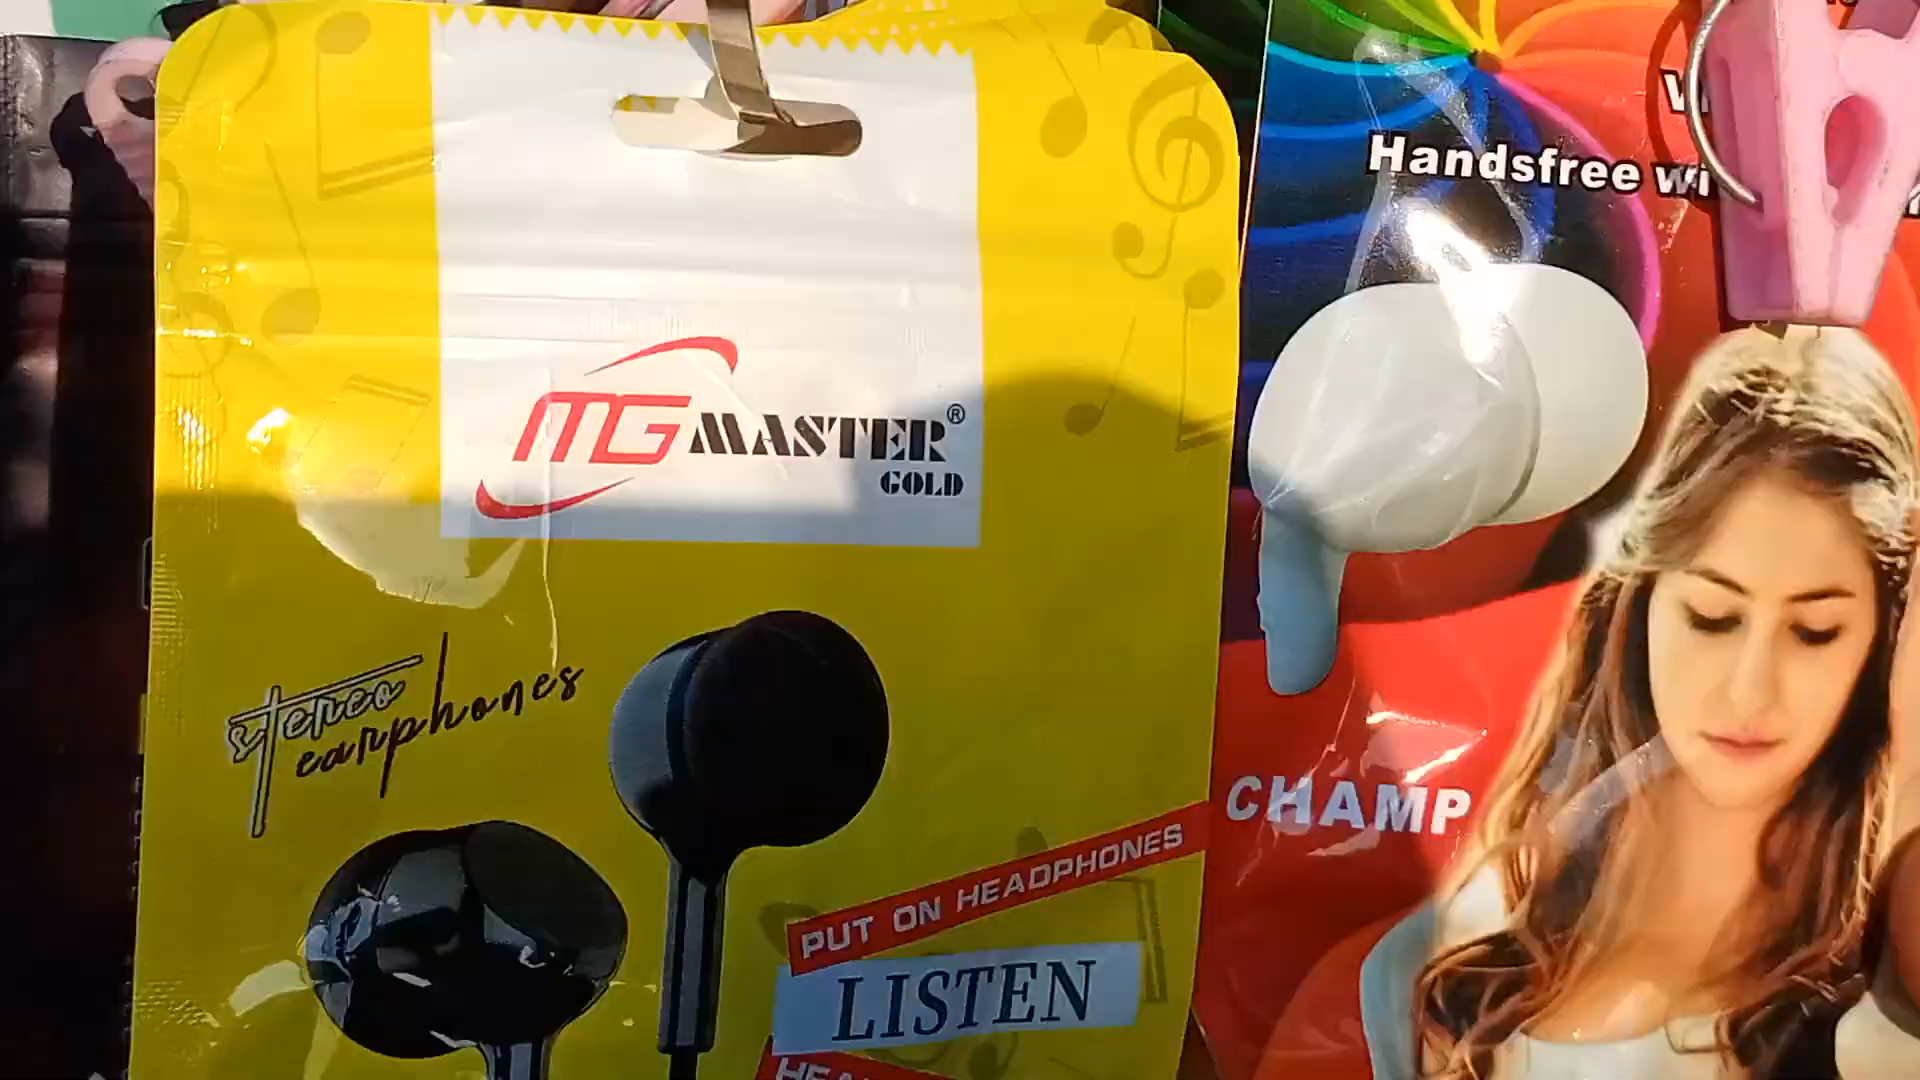 MG MASTER®
GOLD
stereo
earphones
PUT ON HEADPHONES
LISTEN
Handsfree
CHAMP